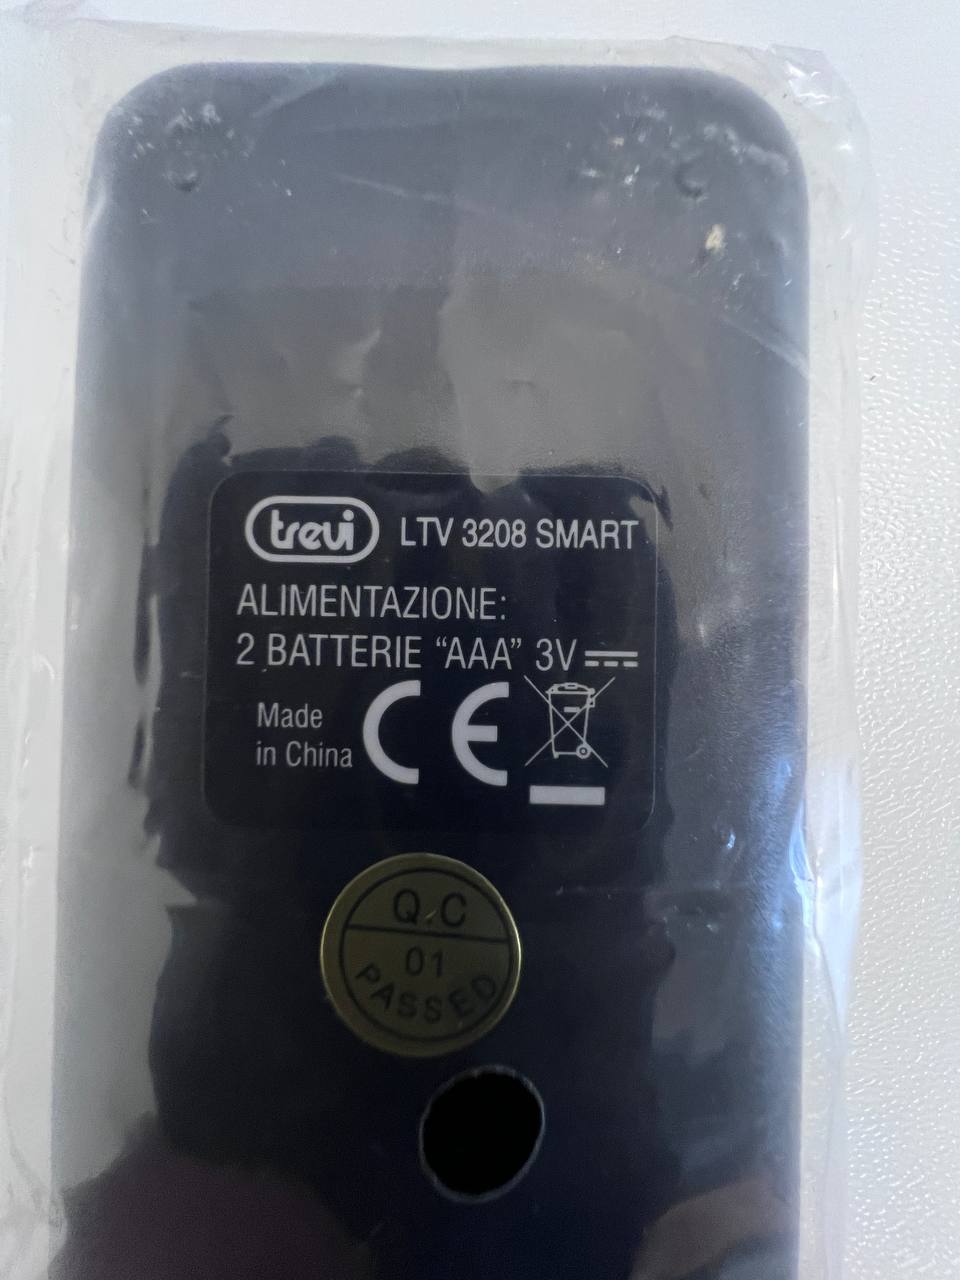 trevi LTV 3208 SMART
ALIMENTAZIONE:
2 BATTERIE “AAA” 3V
Made
in China
CE
Q.C
01
PASSED